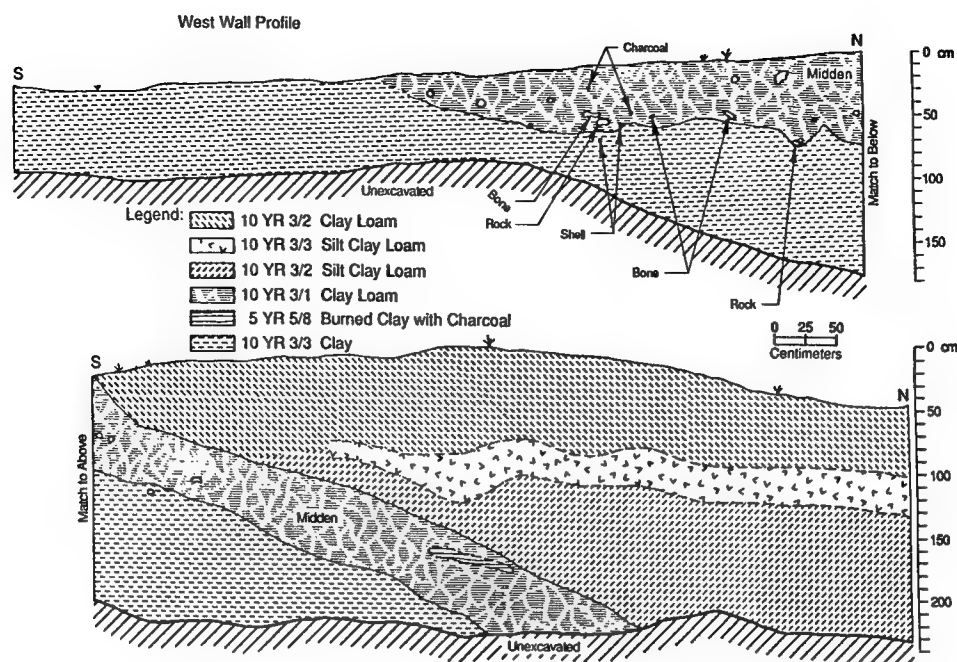 West Wall Profile
S
N
Charcoal
Midden
0 cm
50
100
150
Match to Below
Unexcavated
Bone
Rock
Shell
Bone
Rock
Legend:
10 YR 3/2 Clay Loam
10 YR 3/3 Silt Clay Loam
10 YR 3/2 Silt Clay Loam
10 YR 3/1 Clay Loam
5 YR 5/8 Burned Clay with Charcoal
10 YR 3/3 Clay
0 25 50
Centimeters
S
N
0 cm
50
100
150
200
Match to Above
Midden
Unexcavated